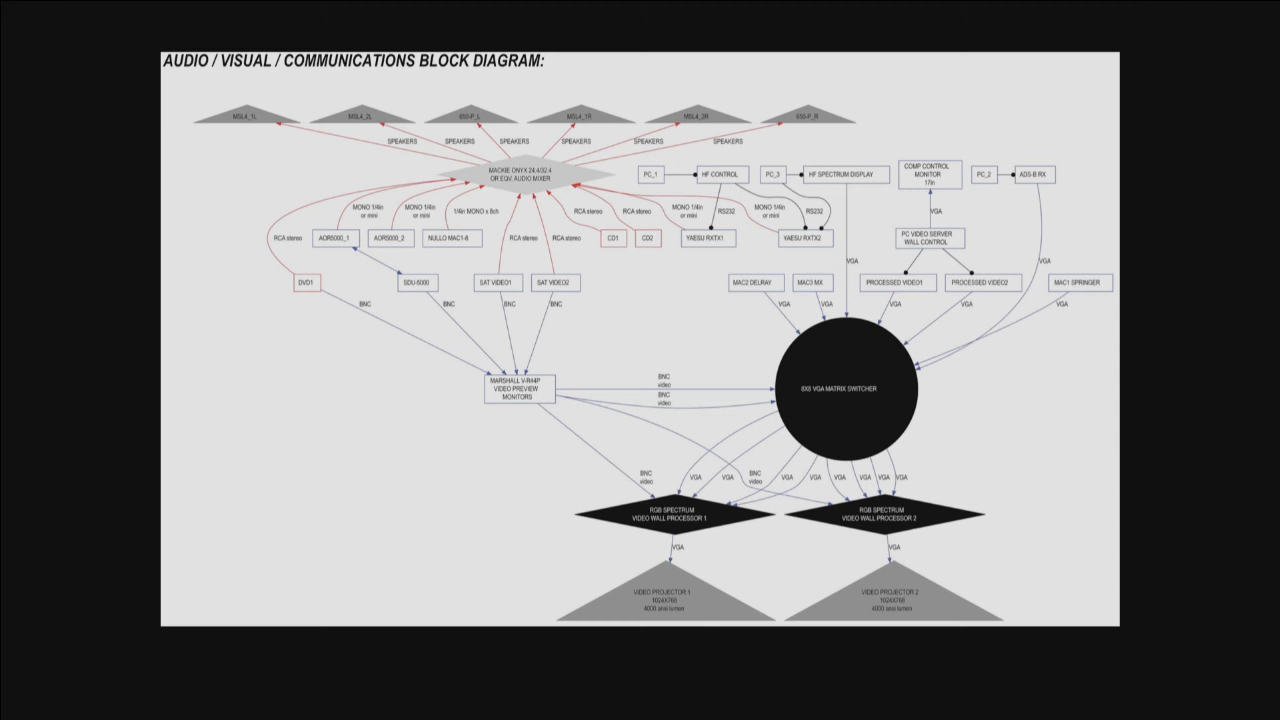 AUDIO / VISUAL / COMMUNICATIONS BLOCK DIAGRAM:
MSL4_1L
MSL4_2L
650-P_L
MSL4_1R
MSL4_2R
650-P_R
SPEAKERS
SPEAKERS
SPEAKERS
SPEAKERS
SPEAKERS
SPEAKERS
MACKIE ONYX 24.4/32.4
OR EQV. AUDIO MIXER
PC_1
HF CONTROL
PC_3
HF SPECTRUM DISPLAY
COMP CONTROL
MONITOR
17in
PC_2
ADS-B RX
MONO 1/4in
or mini
MONO 1/4in
or mini
1/4in MONO x 8ch
RCA stereo
RCA stereo
MONO 1/4in
or mini
RS232
MONO 1/4in
or mini
RS232
VGA
RCA stereo
AOR5000_1
AOR5000_2
NULLO MAC1-8
RCA stereo
RCA stereo
CD1
CD2
YAESU RXTX1
YAESU RXTX2
PC VIDEO SERVER
WALL CONTROL
VGA
VGA
DVD1
SDU-5000
SAT VIDEO1
SAT VIDEO2
MAC2 DELRAY
MAC3 MX
PROCESSED VIDEO1
PROCESSED VIDEO2
MAC1 SPRINGER
BNC
BNC
BNC
BNC
VGA
VGA
VGA
VGA
VGA
MARSHALL V-R44P
VIDEO PREVIEW
MONITORS
BNC
video
BNC
video
8X8 VGA MATRIX SWITCHER
BNC
video
VGA
VGA
BNC
video
VGA
VGA
VGA
VGA
VGA
VGA
RGB SPECTRUM
VIDEO WALL PROCESSOR 1
RGB SPECTRUM
VIDEO WALL PROCESSOR 2
VGA
VGA
VIDEO PROJECTOR 1
1024X768
4000 ansi lumen
VIDEO PROJECTOR 2
1024X768
4000 ansi lumen